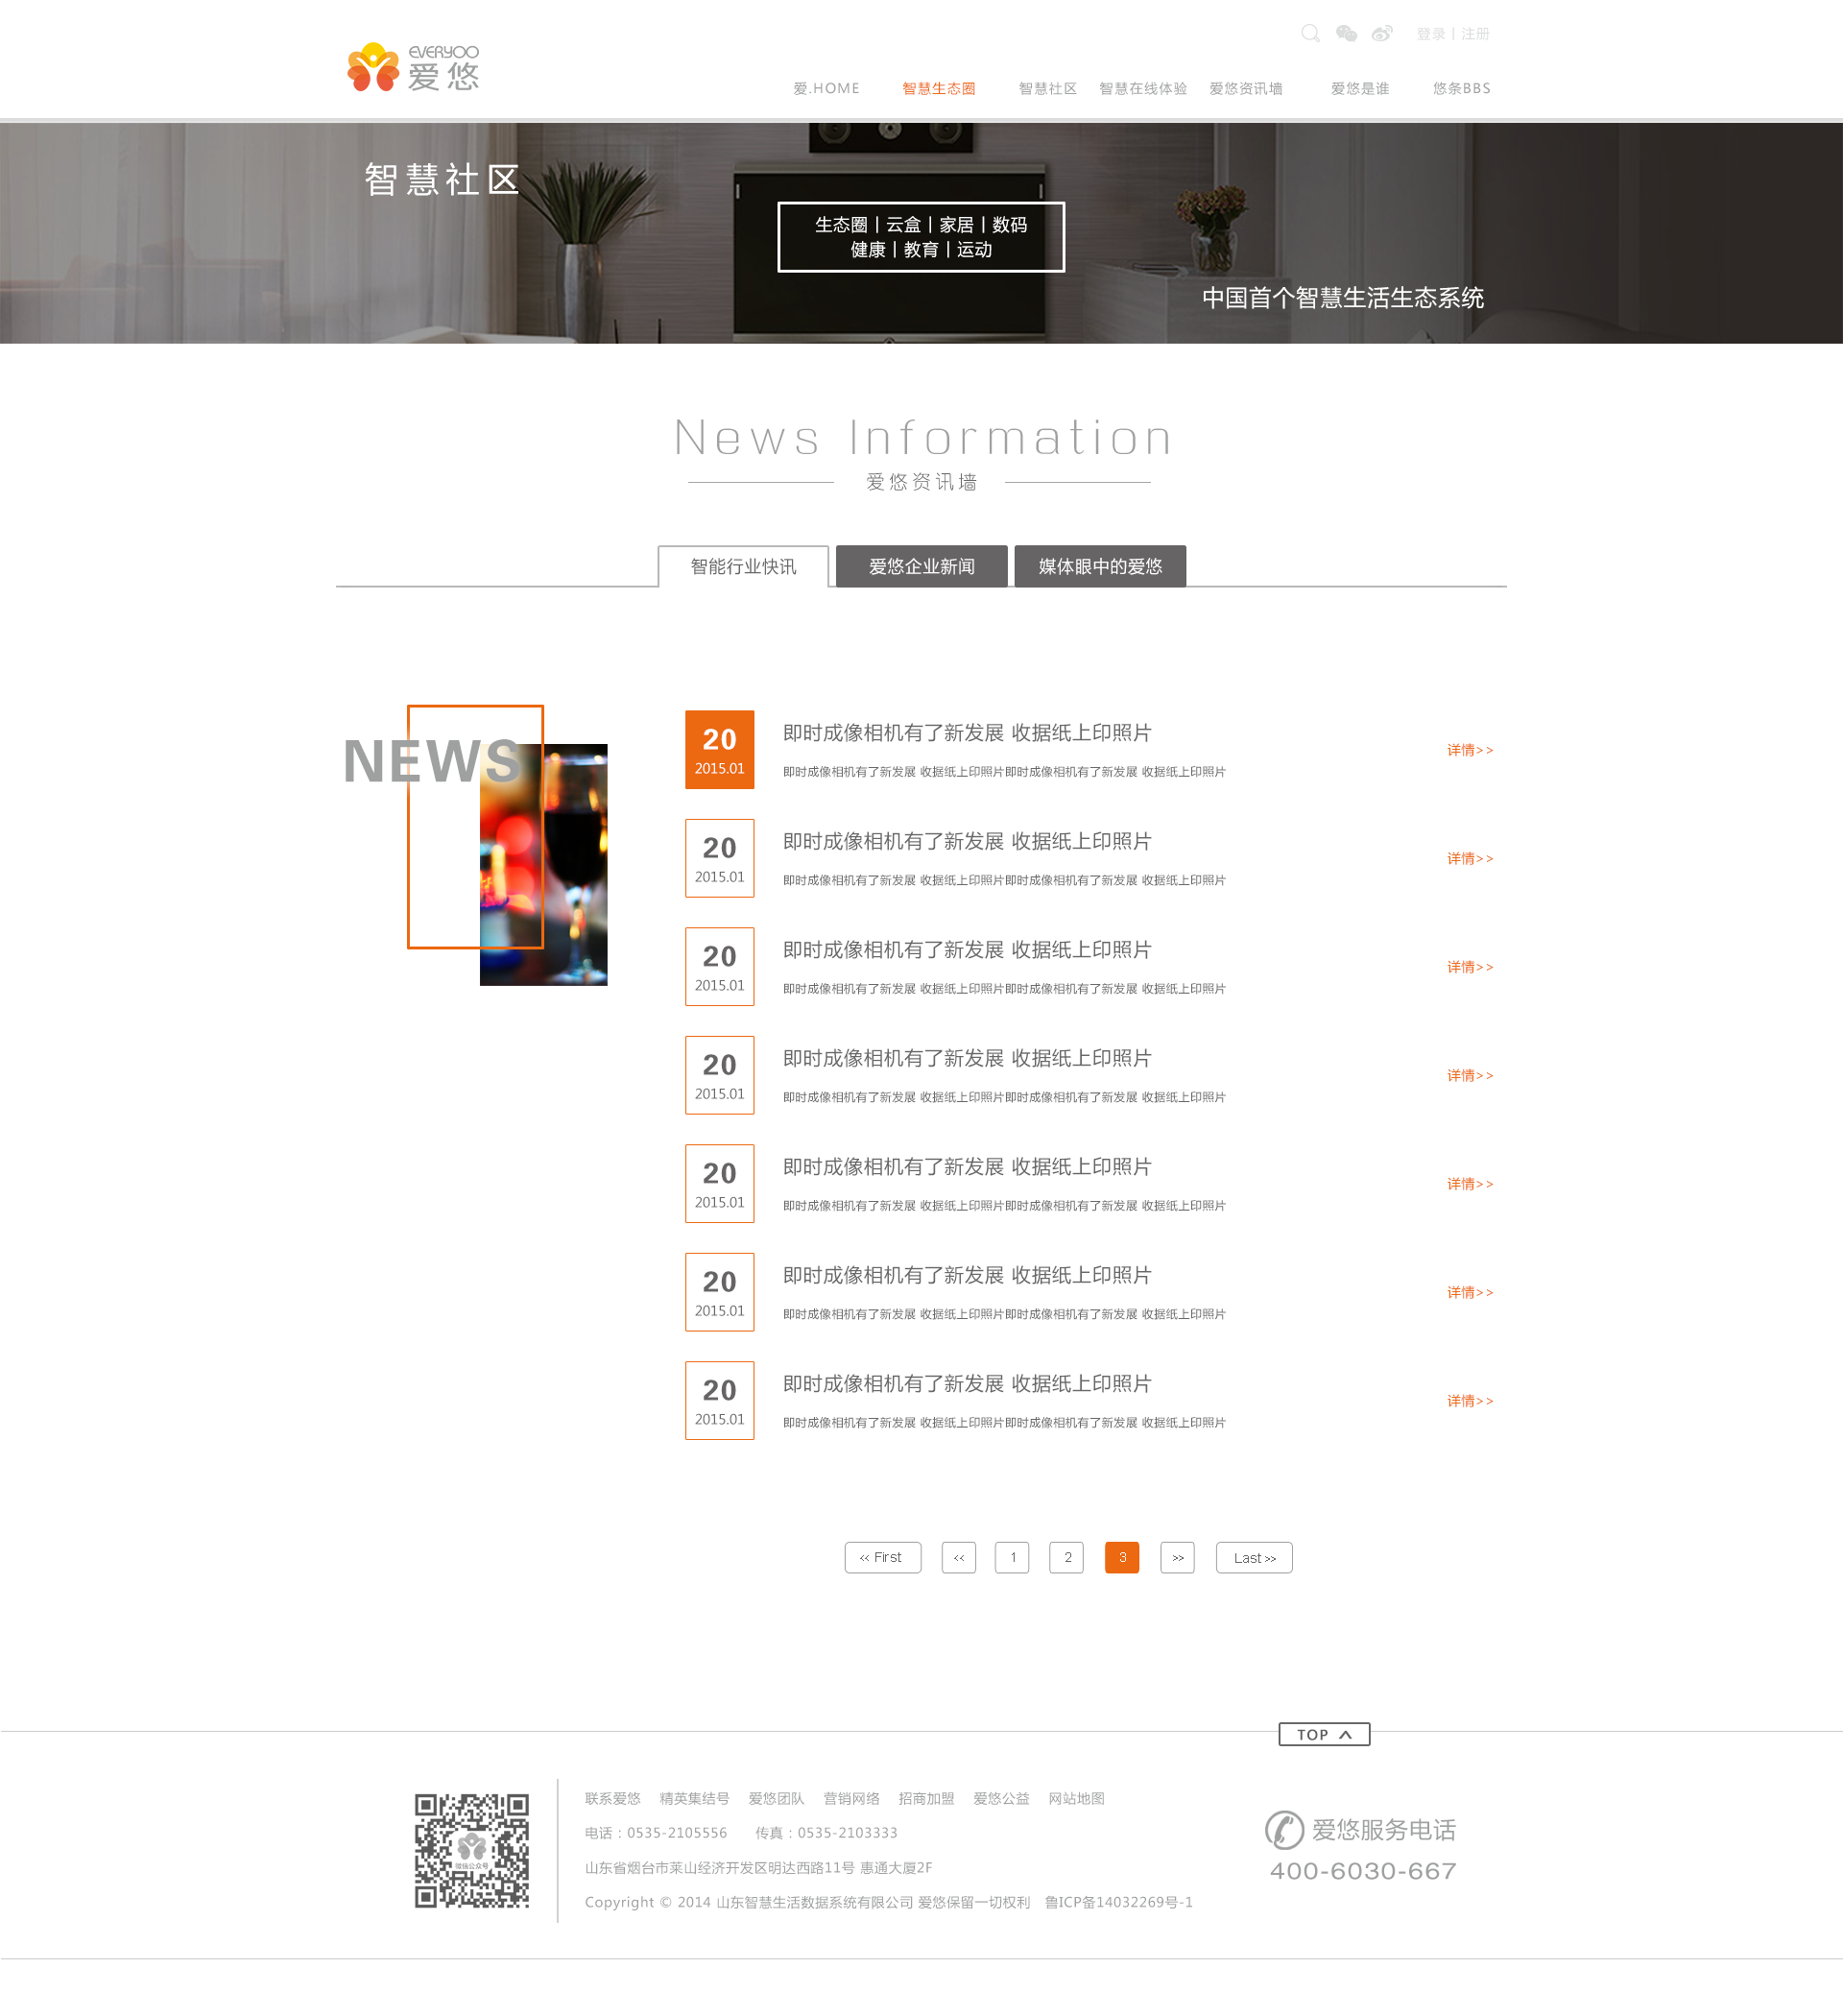 登录 | 注册
EVERYOO
爱悠
爱.HOME 智慧生态圈 智慧社区 智慧在线体验 爱悠资讯墙 爱悠是谁 悠条BBS
智慧社区
生态圈 | 云盒 | 家居 | 数码
健康 | 教育 | 运动
中国首个智慧生活生态系统
News Information
爱悠资讯墙
智能行业快讯 爱悠企业新闻 媒体眼中的爱悠
NEWS
20
2015.01
即时成像相机有了新发展 收据纸上印照片
即时成像相机有了新发展 收据纸上印照片即时成像相机有了新发展 收据纸上印照片
详情>>
20
2015.01
即时成像相机有了新发展 收据纸上印照片
即时成像相机有了新发展 收据纸上印照片即时成像相机有了新发展 收据纸上印照片
详情>>
20
2015.01
即时成像相机有了新发展 收据纸上印照片
即时成像相机有了新发展 收据纸上印照片即时成像相机有了新发展 收据纸上印照片
详情>>
20
2015.01
即时成像相机有了新发展 收据纸上印照片
即时成像相机有了新发展 收据纸上印照片即时成像相机有了新发展 收据纸上印照片
详情>>
20
2015.01
即时成像相机有了新发展 收据纸上印照片
即时成像相机有了新发展 收据纸上印照片即时成像相机有了新发展 收据纸上印照片
详情>>
20
2015.01
即时成像相机有了新发展 收据纸上印照片
即时成像相机有了新发展 收据纸上印照片即时成像相机有了新发展 收据纸上印照片
详情>>
20
2015.01
即时成像相机有了新发展 收据纸上印照片
即时成像相机有了新发展 收据纸上印照片即时成像相机有了新发展 收据纸上印照片
详情>>
<< First << 1 2 3 >> Last >>
TOP
联系爱悠 精英集结号 爱悠团队 营销网络 招商加盟 爱悠公益 网站地图
电话：0535-2105556 传真：0535-2103333
山东省烟台市莱山经济开发区明达西路11号 惠通大厦2F
Copyright © 2014 山东智慧生活数据系统有限公司 爱悠保留一切权利 鲁ICP备14032269号-1
微信公众号
爱悠服务电话
400-6030-667